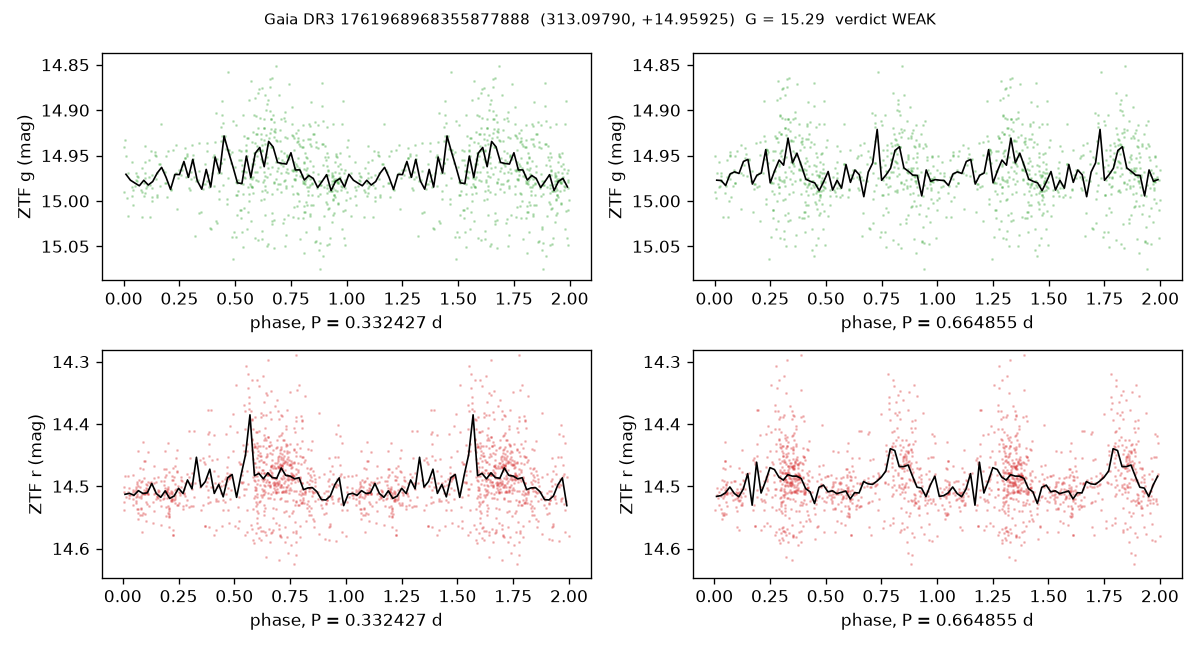 Gaia DR3 1761968968355877888 (313.09790, +14.95925) G = 15.29 verdict WEAK
14.85
14.90
14.95
15.00
15.05
ZTF g (mag)
0.00 0.25 0.50 0.75 1.00 1.25 1.50 1.75 2.00
phase, P = 0.332427 d
14.85
14.90
14.95
15.00
15.05
ZTF g (mag)
0.00 0.25 0.50 0.75 1.00 1.25 1.50 1.75 2.00
phase, P = 0.664855 d
14.3
14.4
14.5
14.6
ZTF r (mag)
0.00 0.25 0.50 0.75 1.00 1.25 1.50 1.75 2.00
phase, P = 0.332427 d
14.3
14.4
14.5
14.6
ZTF r (mag)
0.00 0.25 0.50 0.75 1.00 1.25 1.50 1.75 2.00
phase, P = 0.664855 d